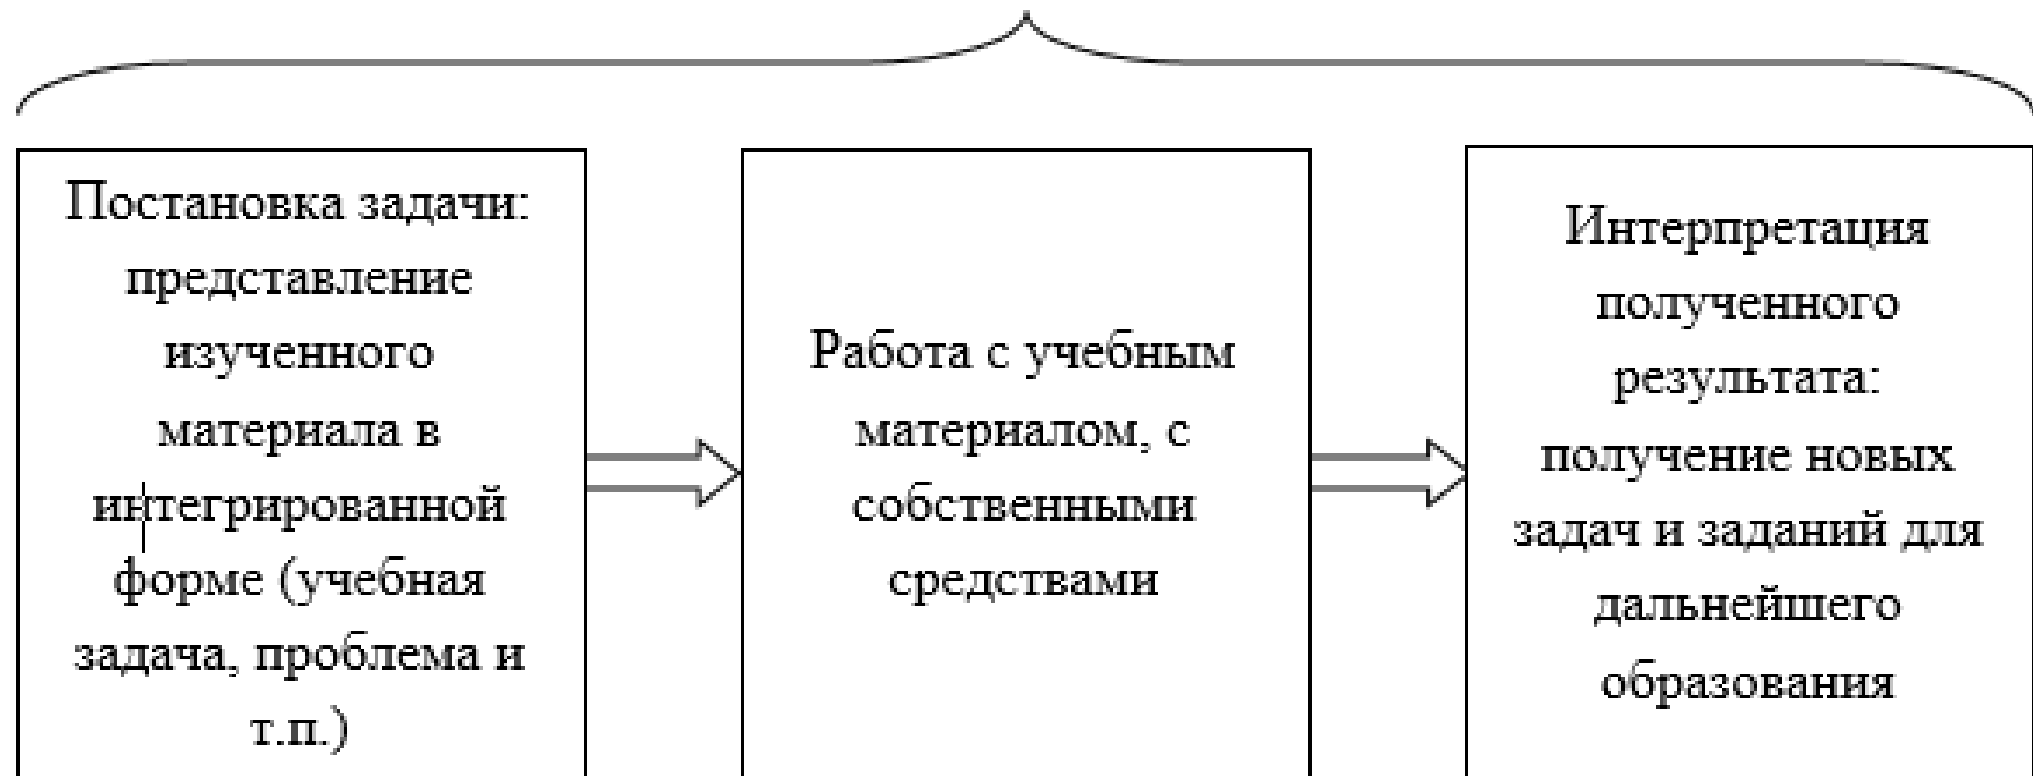 Постановка задачи:
представление
изученного
материала в
интегрированной
форме (учебная
задача, проблема и
т.п.)
Работа с учебным
материалом, с
собственными
средствами
Интерпретация
полученного
результата:
получение новых
задач и заданий для
дальнейшего
образования